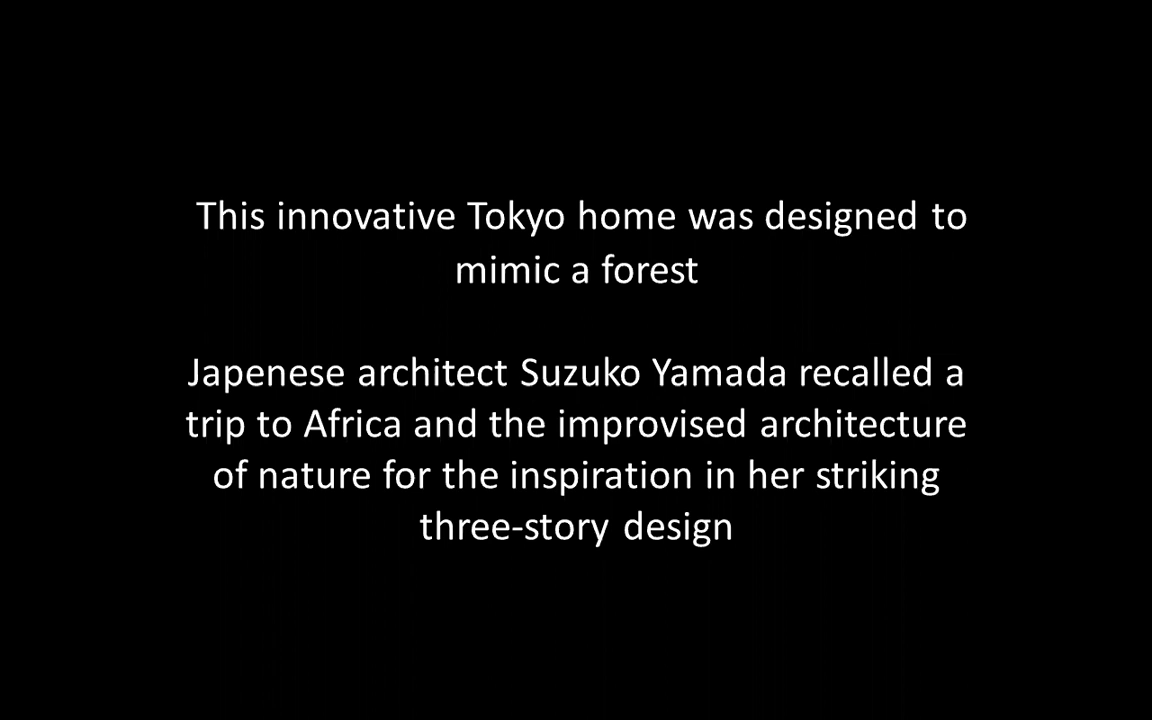 This innovative Tokyo home was designed to
mimic a forest
Japenese architect Suzuko Yamada recalled a
trip to Africa and the improvised architecture
of nature for the inspiration in her striking
three-story design